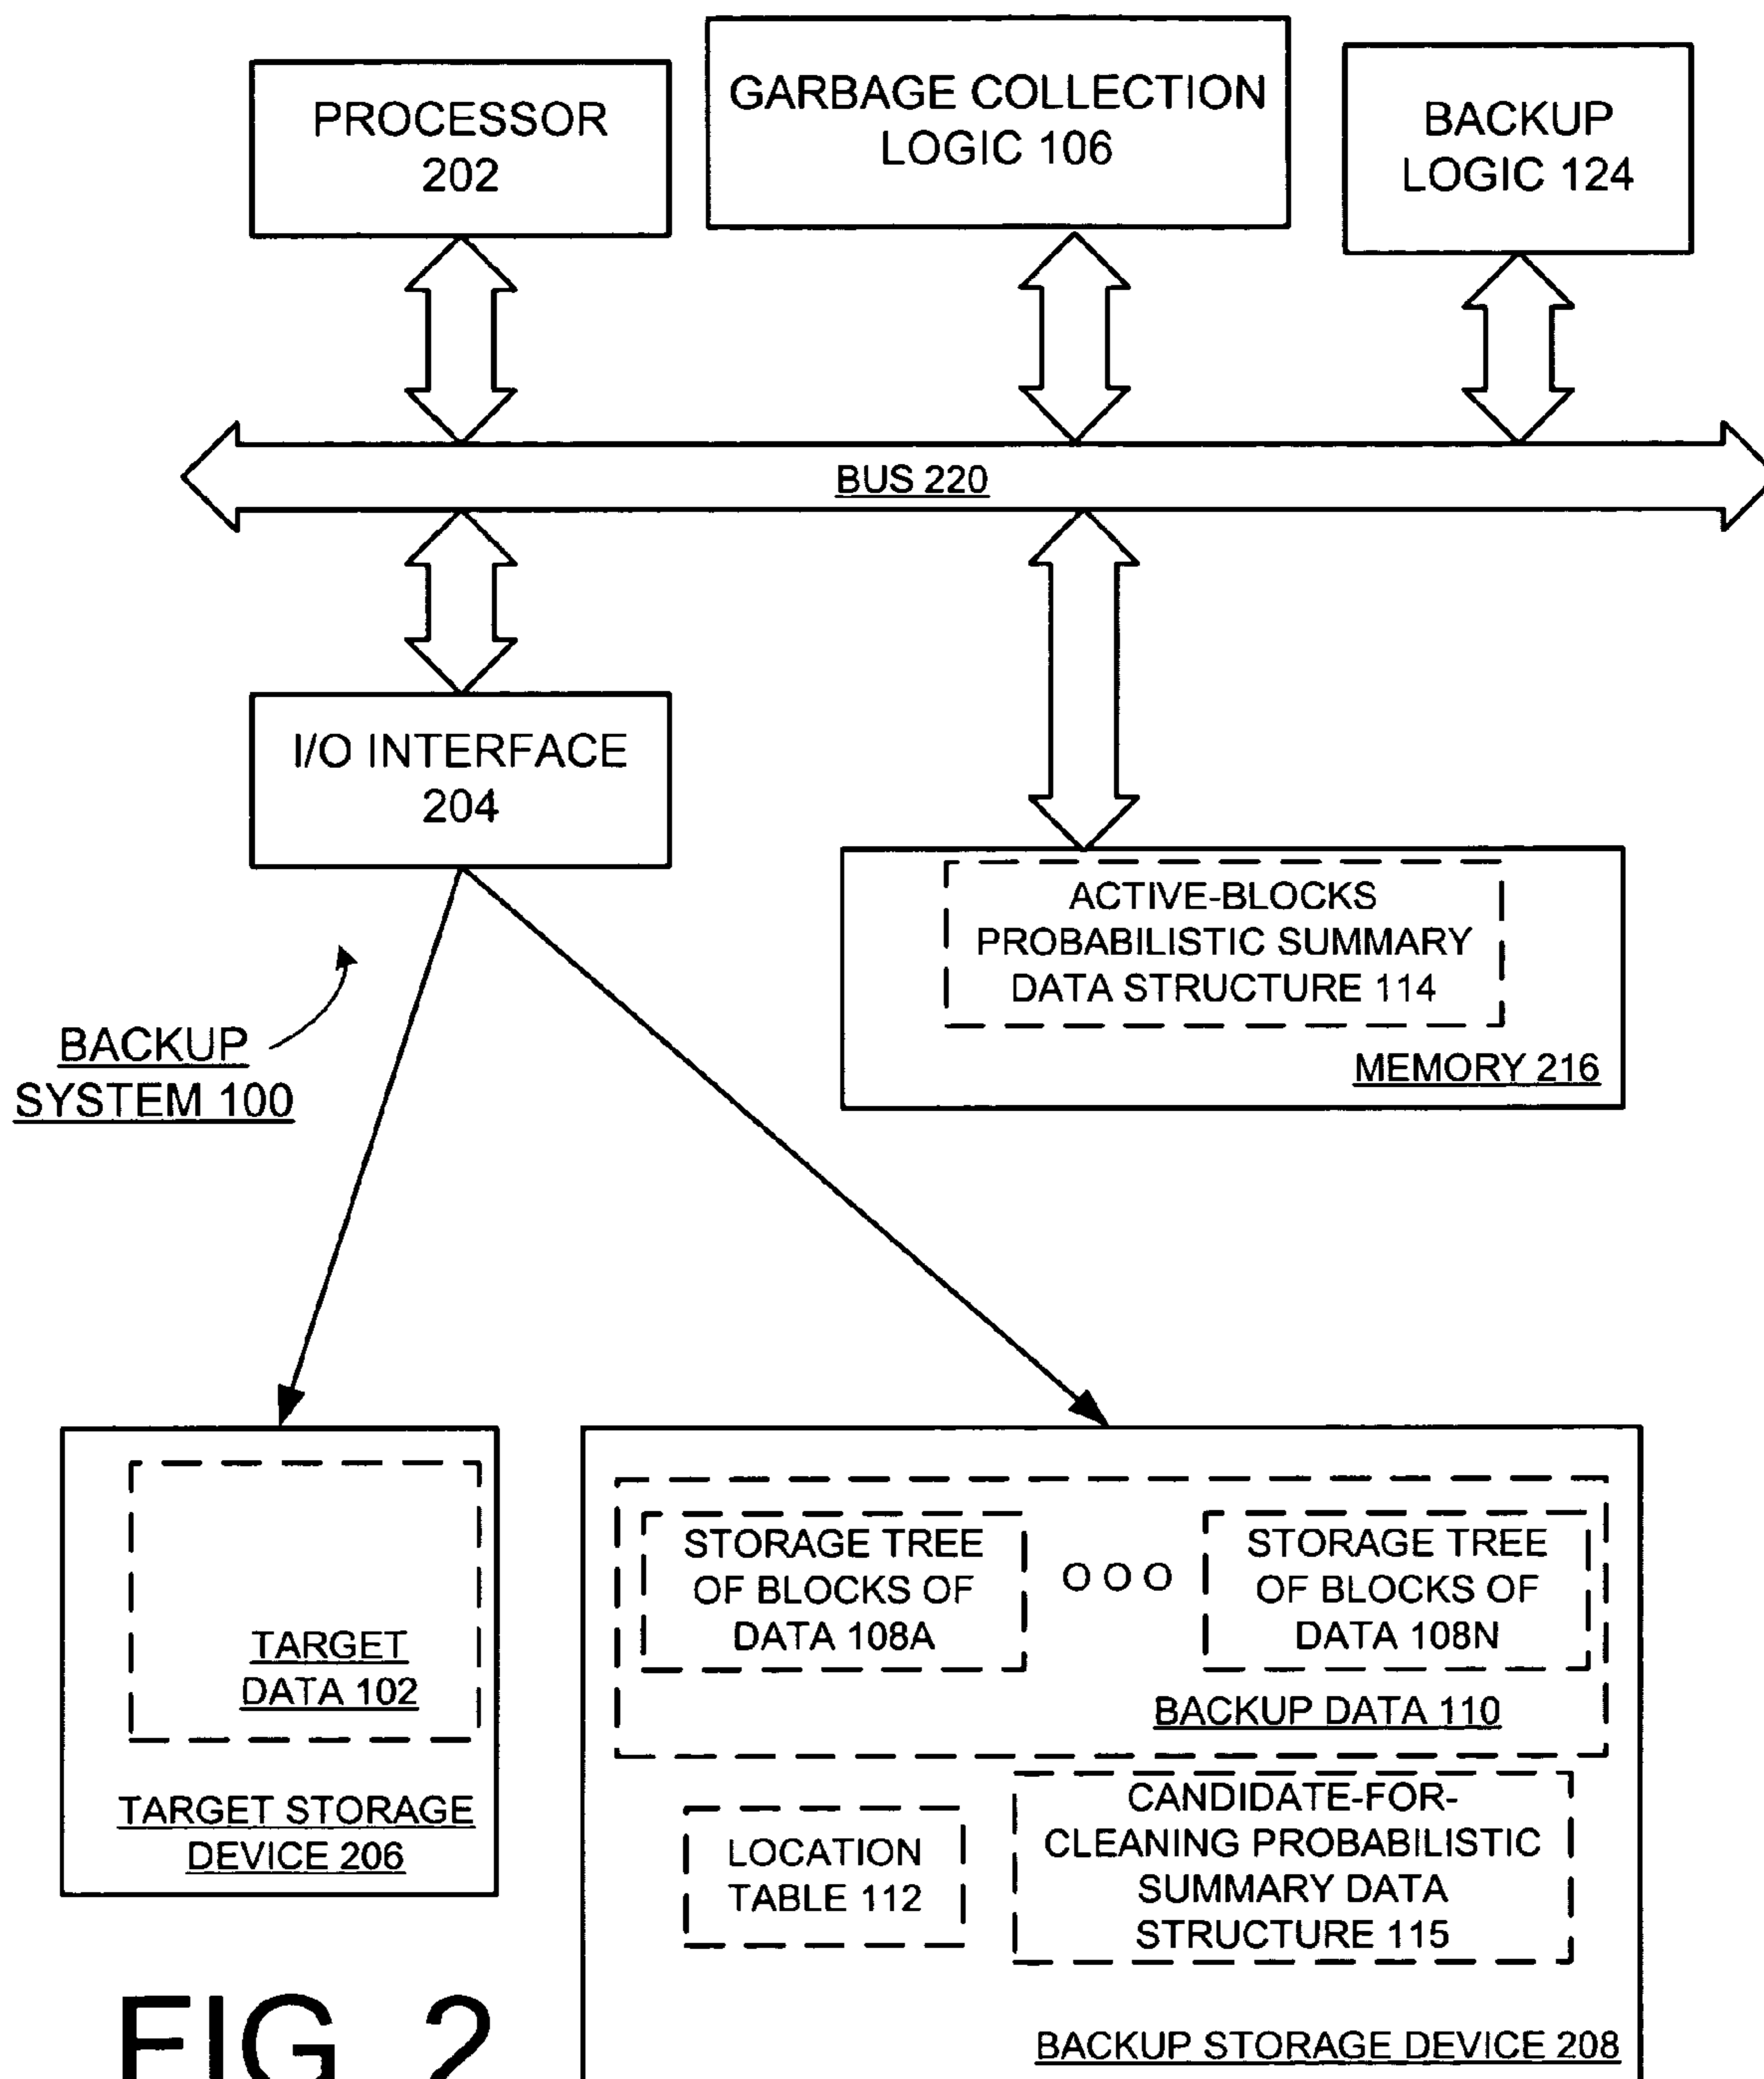 PROCESSOR
202
GARBAGE COLLECTION
LOGIC 106
BACKUP
LOGIC 124
BUS 220
I/O INTERFACE
204
ACTIVE-BLOCKS
PROBABILISTIC SUMMARY
DATA STRUCTURE 114
MEMORY 216
BACKUP
SYSTEM 100
TARGET
DATA 102
TARGET STORAGE
DEVICE 206
STORAGE TREE
OF BLOCKS OF
DATA 108A
OOO
STORAGE TREE
OF BLOCKS OF
DATA 108N
BACKUP DATA 110
LOCATION
TABLE 112
CANDIDATE-FOR-
CLEANING PROBABILISTIC
SUMMARY DATA
STRUCTURE 115
BACKUP STORAGE DEVICE 208
FIG. 2